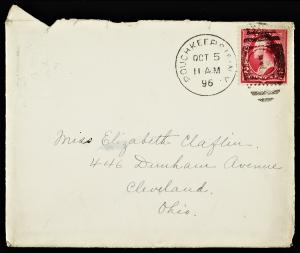 POUGHKEEPSIE N.Y.
OCT 5
11 AM
96
Miss Elizabeth Claflin.
446 Dunham Avenue
Cleveland.
Ohio.